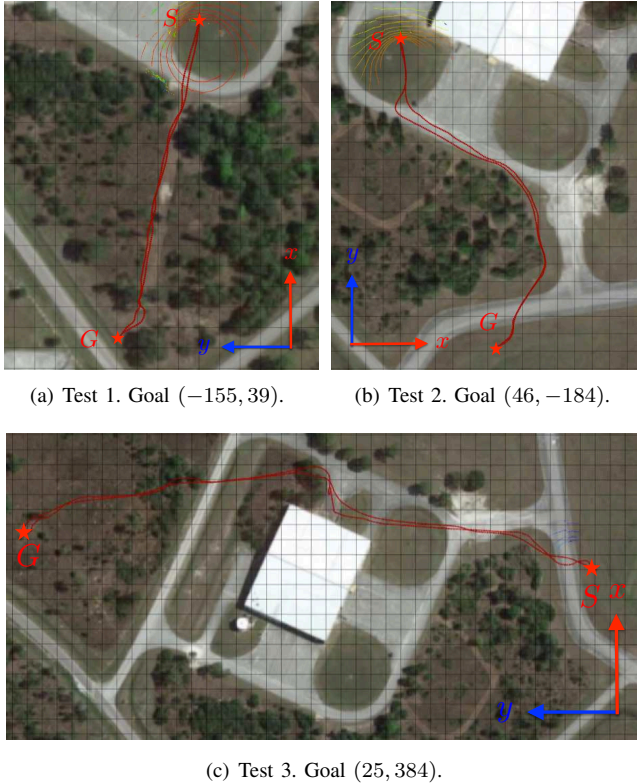 S
S
x
y
G
y
G
x
(a) Test 1. Goal (−155, 39).
(b) Test 2. Goal (46, −184).
G
S
x
y
(c) Test 3. Goal (25, 384).